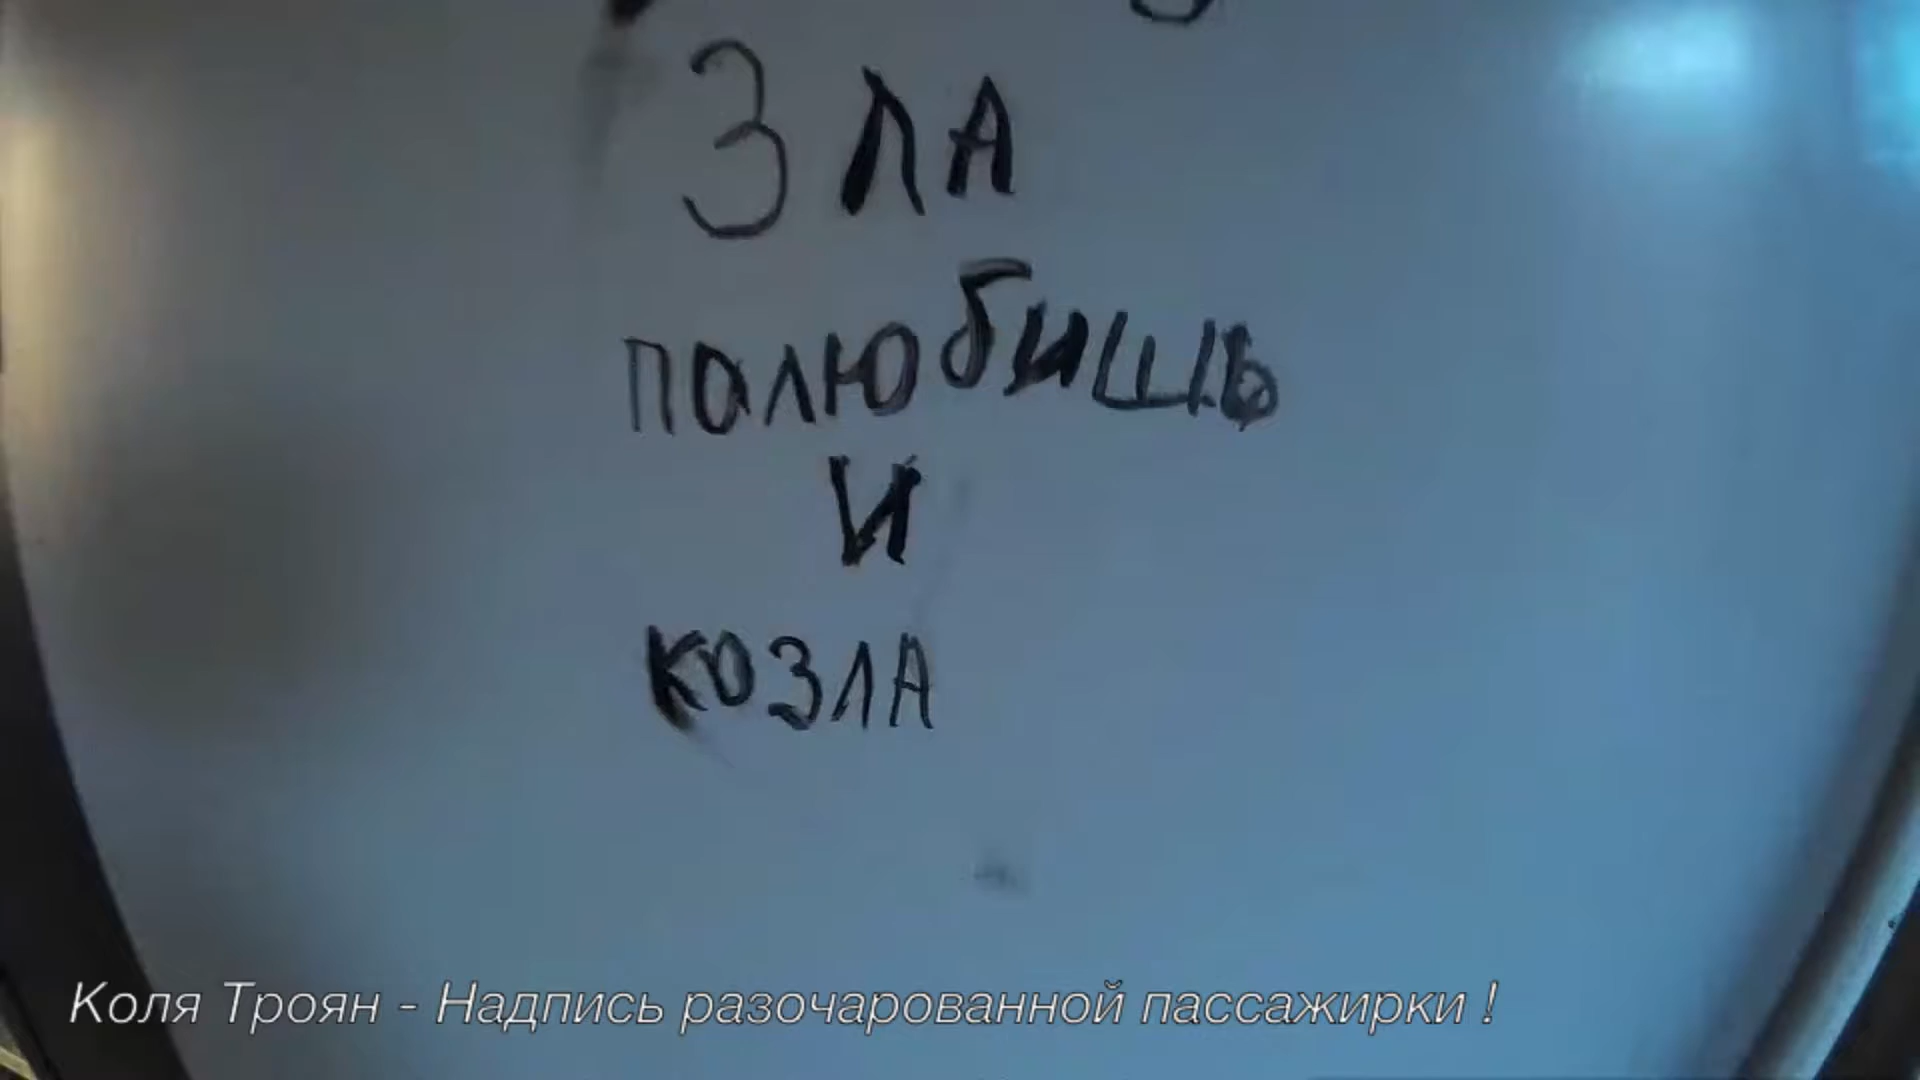 ЗЛА
ПОЛЮБИШЬ
И
КОЗЛА
Коля Троян - Надпись разочарованной пассажирки !